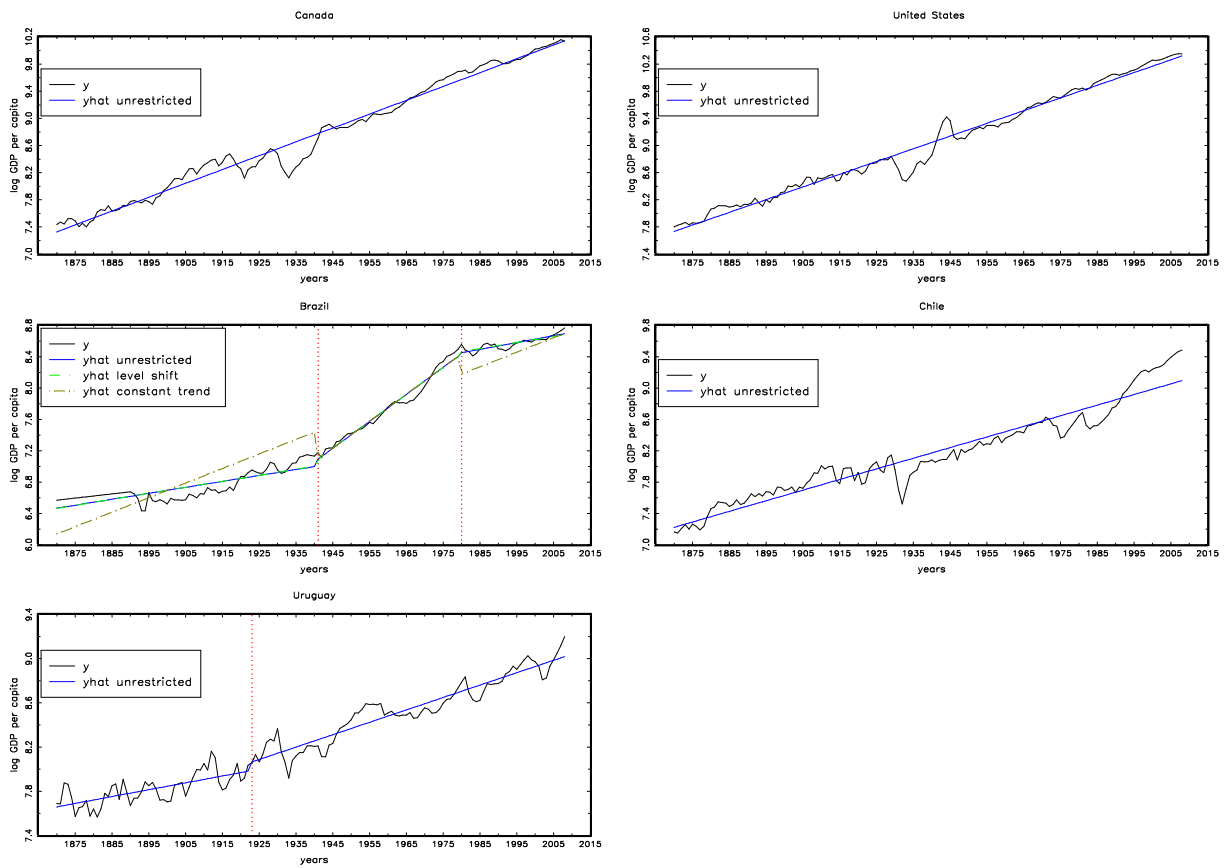 Canada
log GDP per capita
7.0 7.4 7.8 8.2 8.6 9.0 9.4 9.8 10.2
y
yhat unrestricted
1875 1885 1895 1905 1915 1925 1935 1945 1955 1965 1975 1985 1995 2005 2015
years
United States
log GDP per capita
7.4 7.8 8.2 8.6 9.0 9.4 9.8 10.2 10.6
y
yhat unrestricted
1875 1885 1895 1905 1915 1925 1935 1945 1955 1965 1975 1985 1995 2005 2015
years
Brazil
log GDP per capita
6.0 6.4 6.8 7.2 7.6 8.0 8.4 8.8
y
yhat unrestricted
yhat level shift
yhat constant trend
1875 1885 1895 1905 1915 1925 1935 1945 1955 1965 1975 1985 1995 2005 2015
years
Chile
log GDP per capita
7.0 7.4 7.8 8.2 8.6 9.0 9.4 9.8
y
yhat unrestricted
1875 1885 1895 1905 1915 1925 1935 1945 1955 1965 1975 1985 1995 2005 2015
years
Uruguay
log GDP per capita
7.4 7.8 8.2 8.6 9.0 9.4
y
yhat unrestricted
1875 1885 1895 1905 1915 1925 1935 1945 1955 1965 1975 1985 1995 2005 2015
years